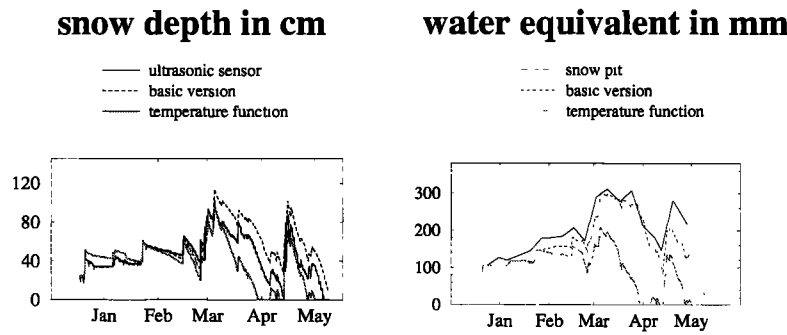 snow depth in cm
ultrasonic sensor
basic version
temperature function
120
80
40
0
Jan Feb Mar Apr May
water equivalent in mm
snow pit
basic version
temperature function
300
200
100
0
Jan Feb Mar Apr May